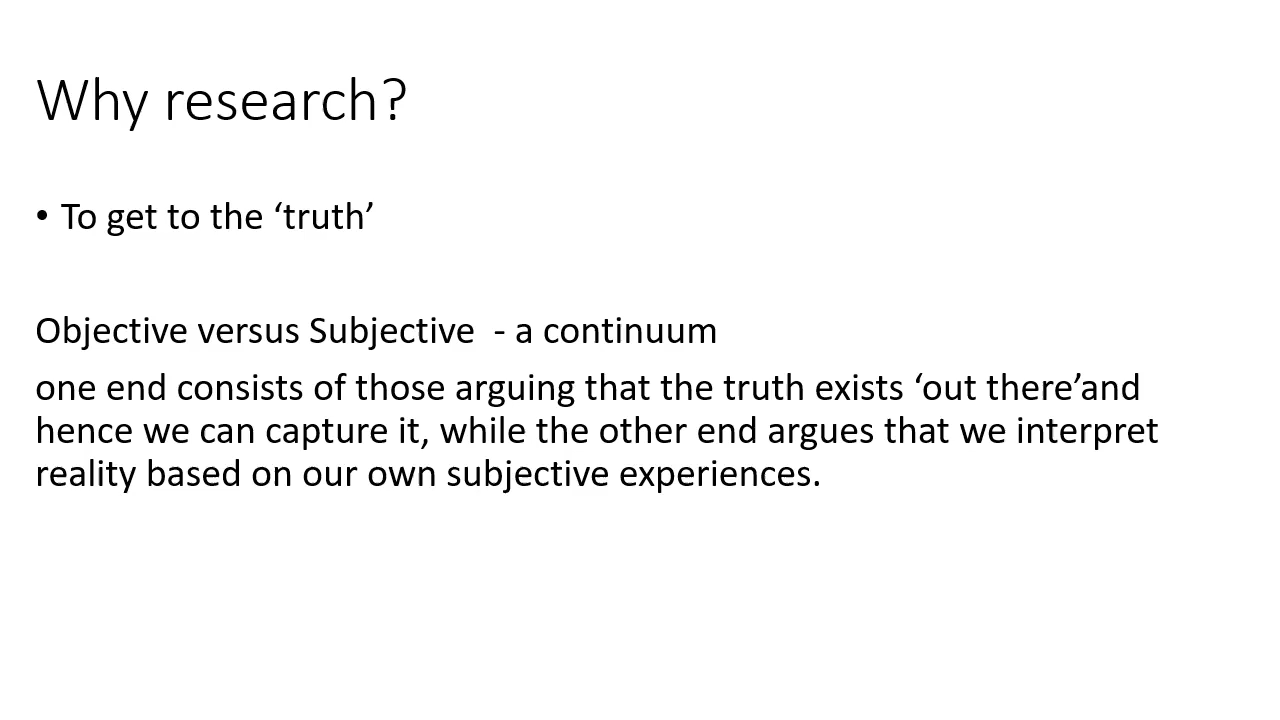 Why research?
• To get to the ‘truth’
Objective versus Subjective  - a continuum
one end consists of those arguing that the truth exists ‘out there’and
hence we can capture it, while the other end argues that we interpret
reality based on our own subjective experiences.